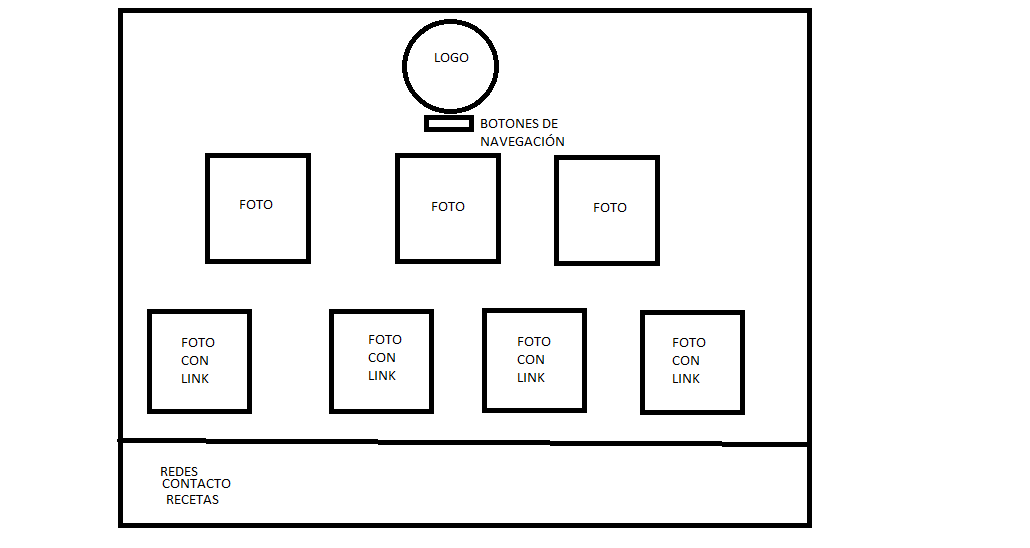 LOGO
BOTONES DE
NAVEGACIÓN
FOTO
FOTO
FOTO
FOTO
CON
LINK
FOTO
CON
LINK
FOTO
CON
LINK
FOTO
CON
LINK
REDES
CONTACTO
RECETAS